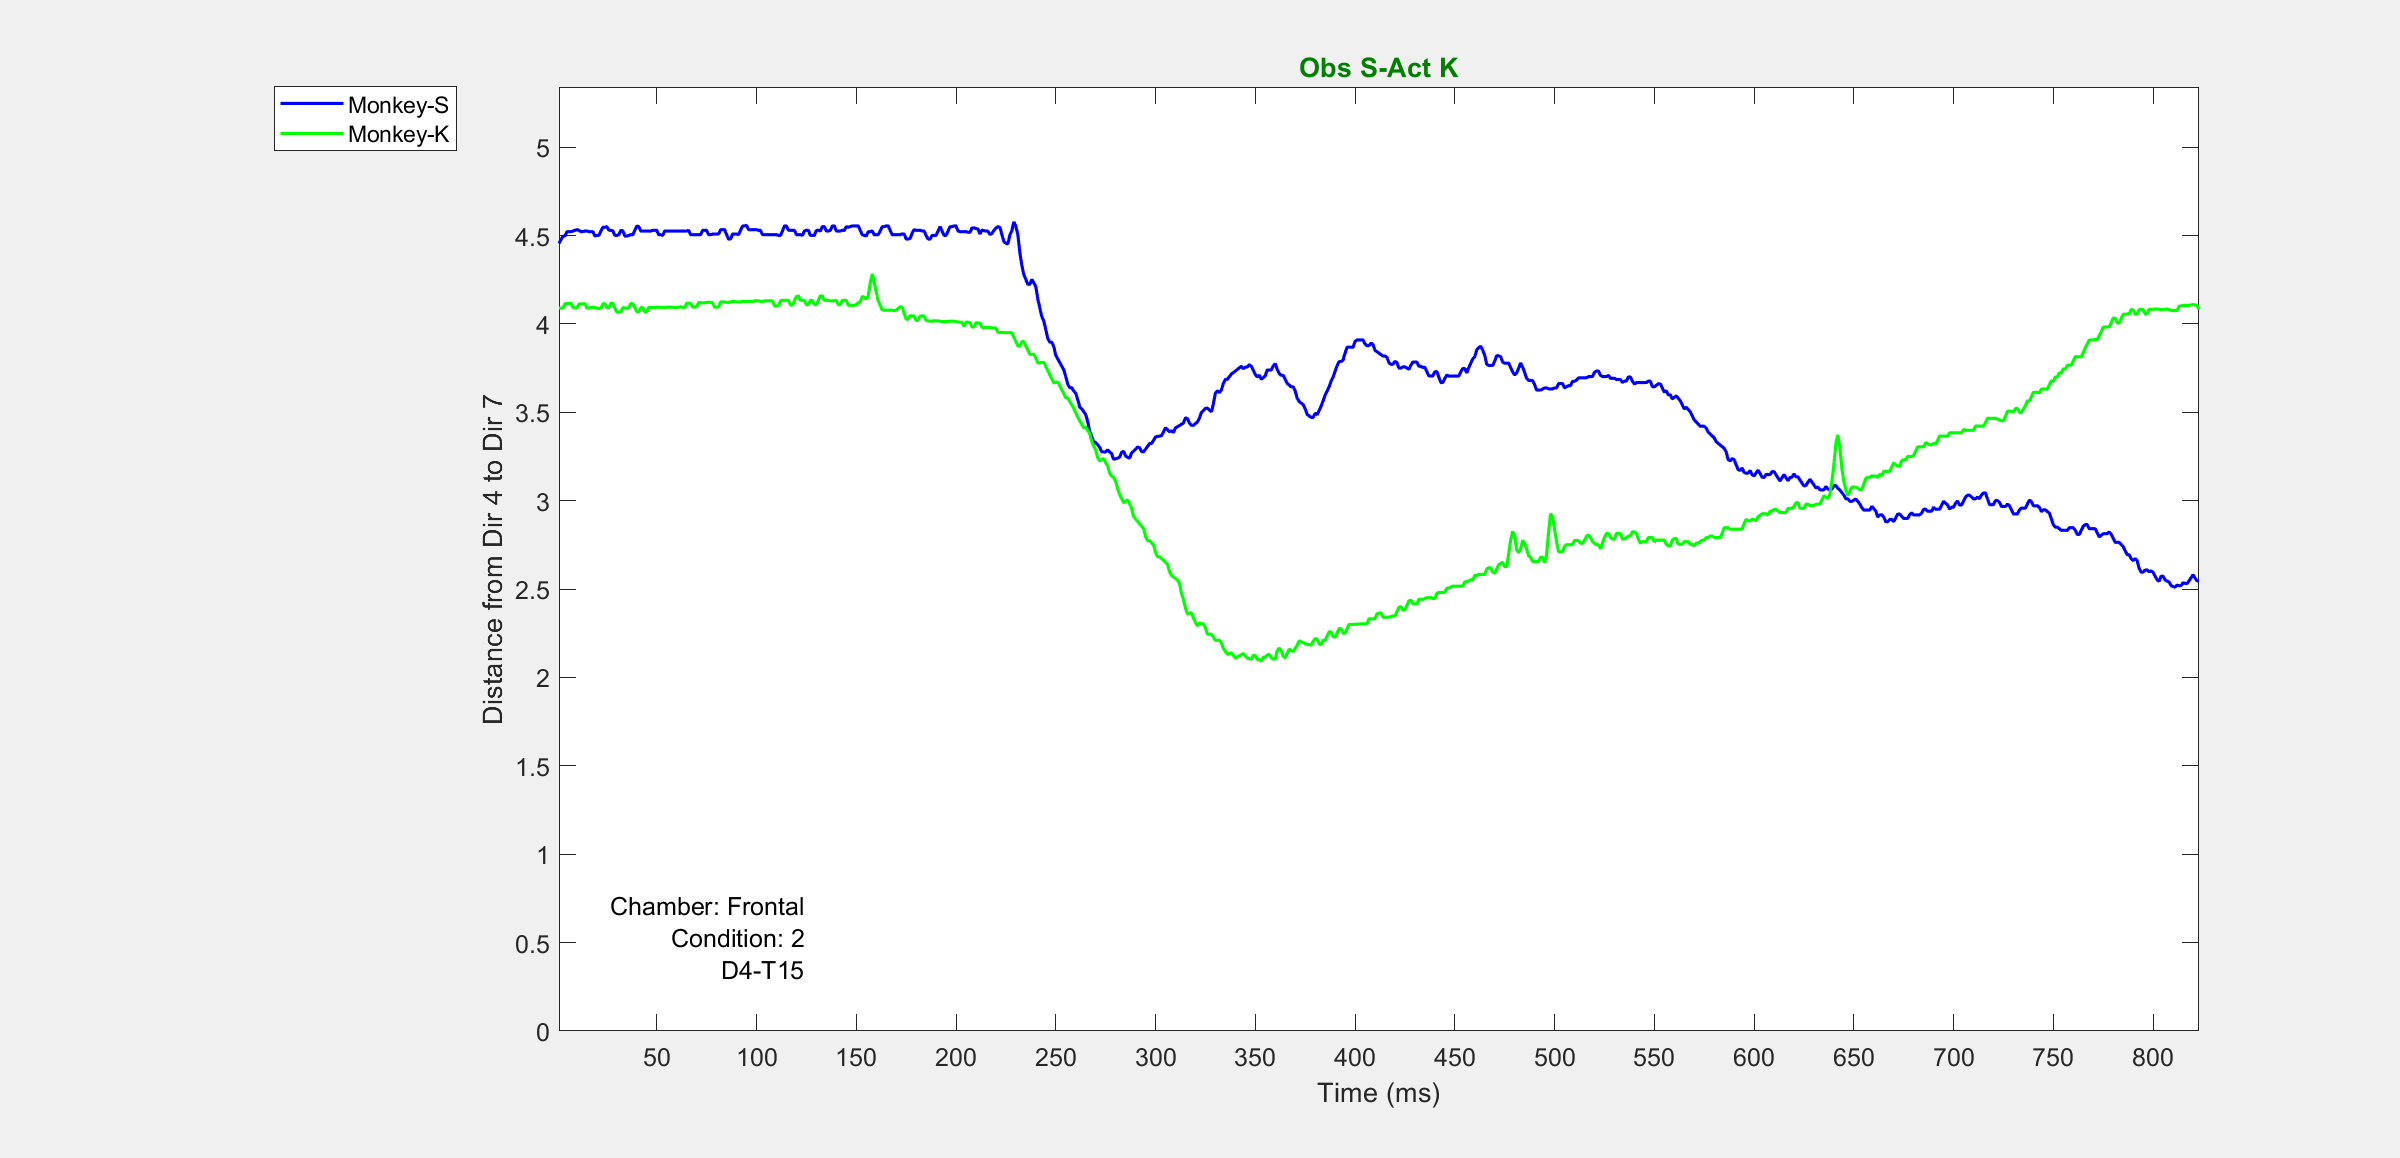 Obs S-Act K
Monkey-S
Monkey-K
Distance from Dir 4 to Dir 7
5
4.5
4
3.5
3
2.5
2
1.5
1
0.5
0
Chamber: Frontal
Condition: 2
D4-T15
50 100 150 200 250 300 350 400 450 500 550 600 650 700 750 800
Time (ms)